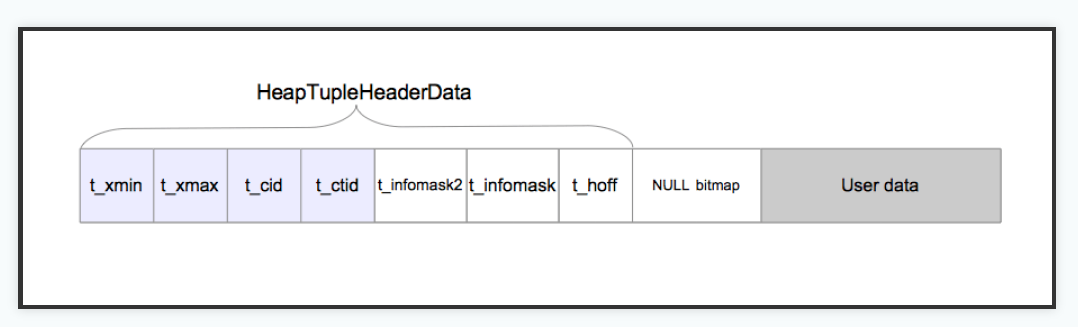 HeapTupleHeaderData
t_xmin t_xmax t_cid t_ctid t_infomask2 t_infomask t_hoff NULL bitmap User data